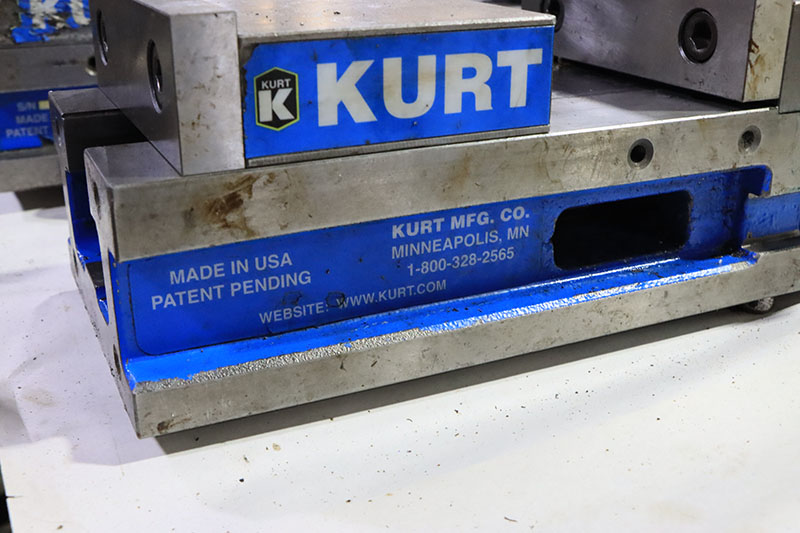 KU
S/N
MADE
PATENT
KURT
K
KURT
MADE IN USA
PATENT PENDING
WEBSITE: WWW.KURT.COM
KURT MFG. CO.
MINNEAPOLIS, MN
1-800-328-2565